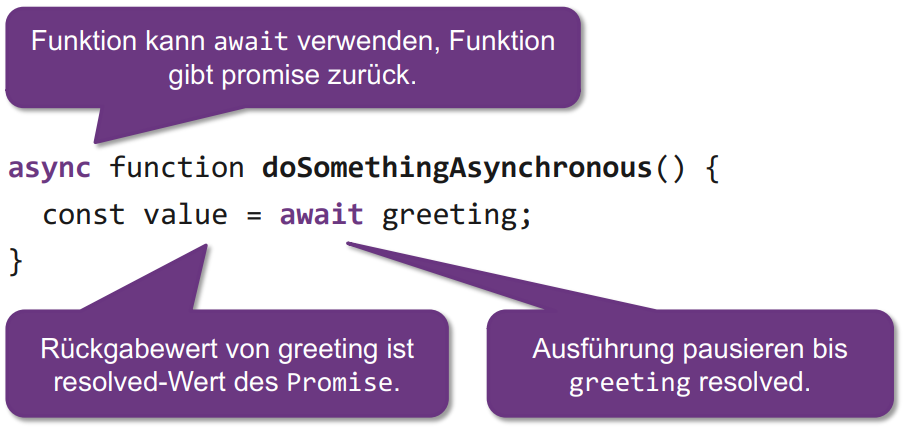 Funktion kann await verwenden, Funktion
gibt promise zurück.
async function doSomethingAsynchronous() {
  const value = await greeting;
}
Rückgabewert von greeting ist
resolved-Wert des Promise.
Ausführung pausieren bis
greeting resolved.